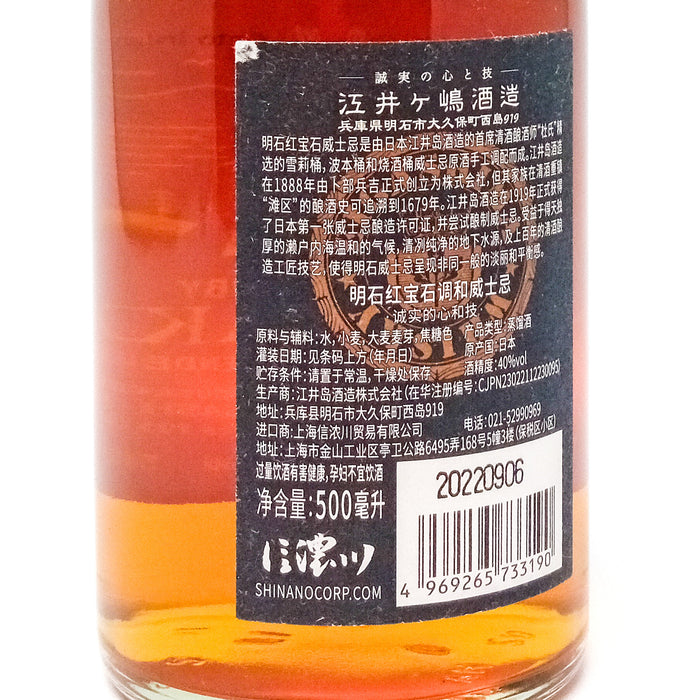 誠実の心と技
江井ヶ嶋酒造
兵庫県明石市大久保町西島919
明石红宝石威士忌是由日本江井岛酒造的首席清酒酿酒师“杜氏”精
选的雪莉桶,波本桶和烧酒桶威士忌原酒手工调配而成。江井岛酒造
在1888年由卜部兵吉正式创立为株式会社,但其家族在清酒重镇
“滩区”的酿酒史可追溯到1679年。江井岛酒造在1919年正式获得
了日本第一张威士忌酿造许可证,并尝试酿制威士忌。受益于得天独
厚的濑户内海温和的气候,清冽纯净的地下水源,及上百年的清酒酿
造工匠技艺,使得明石威士忌呈现非同一般的淡丽和平衡感。
明石红宝石调和威士忌
·诚实的心和技·
原料与辅料:水,小麦,大麦麦芽,焦糖色 产品类型:蒸馏酒
灌装日期:见条码上方(年月日) 原产国:日本
贮存条件:请置于常温,干燥处保存 酒精度:40%vol
生产商:江井岛酒造株式会社(在华注册编号:CJPN23022112230095)
地址:兵库县明石市大久保町西岛919
进口商:上海信浓川贸易有限公司 电话:021-52990969
地址:上海市金山工业区亭卫公路6495弄168号5幢3楼(保税区小区)
过量饮酒有害健康,孕妇不宜饮酒
净含量:500毫升
20220906
信濃川
SHINANOCORP.COM
4 969265 733190